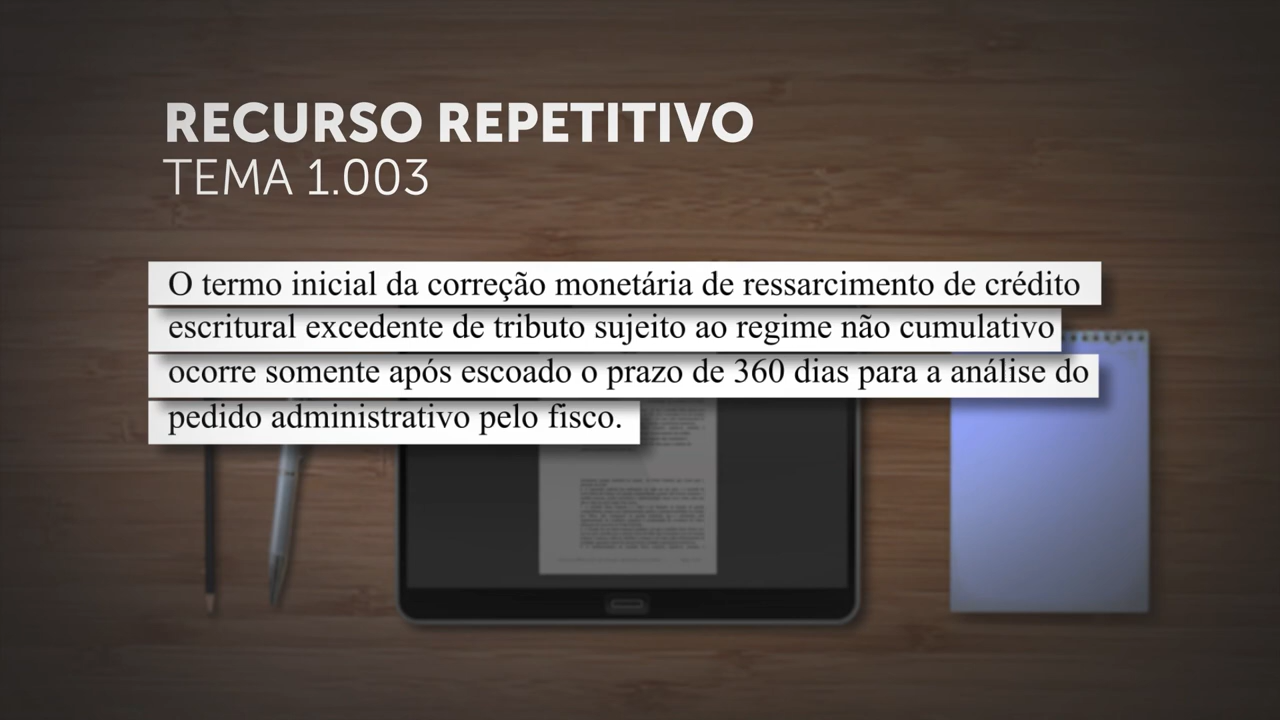 RECURSO REPETITIVO
TEMA 1.003
O termo inicial da correção monetária de ressarcimento de crédito
escritural excedente de tributo sujeito ao regime não cumulativo
ocorre somente após escoado o prazo de 360 dias para a análise do
pedido administrativo pelo fisco.